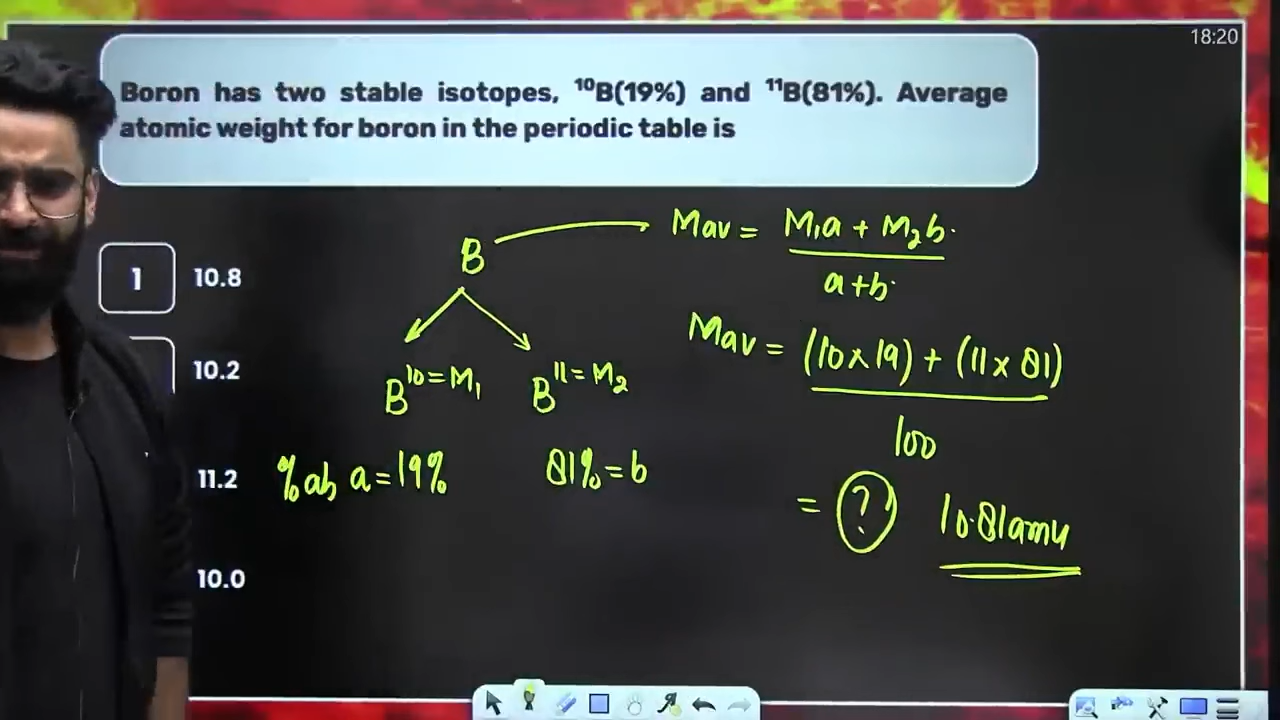 18:20
Boron has two stable isotopes, ¹⁰B(19%) and ¹¹B(81%). Average
atomic weight for boron in the periodic table is
1 10.8
10.2
11.2
10.0
B
Mav = M₁a + M₂b
a+b
B¹⁰=M₁ B¹¹=M₂
%ab a=19% 81%=b
Mav = (10×19) + (11×81)
100
= ? 10.81amu